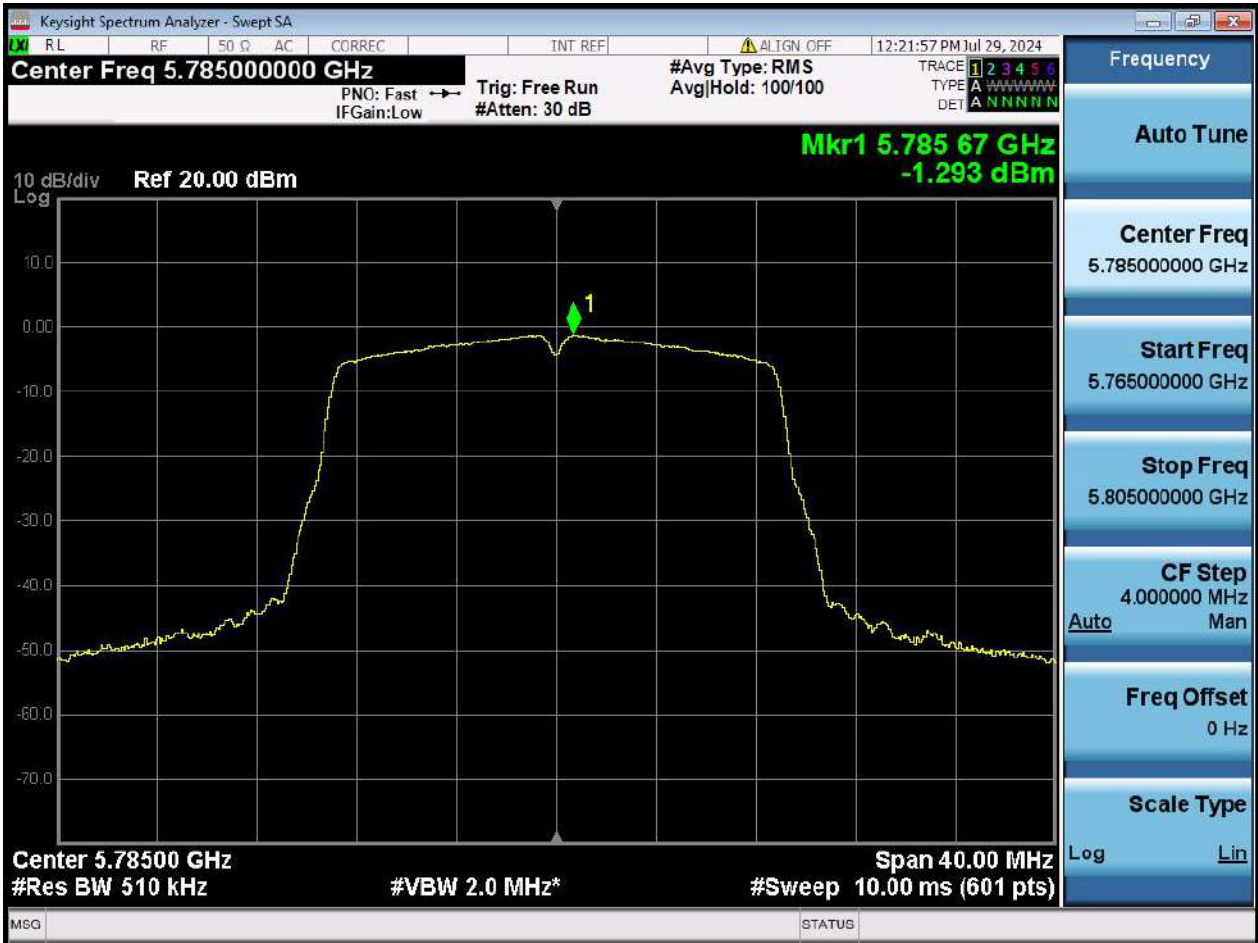 Keysight Spectrum Analyzer - Swept SA
LXI RL RF 50 Ω AC CORREC INT REF ALIGN OFF 12:21:57 PM Jul 29, 2024
Center Freq 5.785000000 GHz
PNO: Fast
IFGain:Low
Trig: Free Run
#Atten: 30 dB
#Avg Type: RMS
Avg|Hold: 100/100
TRACE 1 2 3 4 5 6
TYPE A WWWWW
DET A N N N N N
Mkr1 5.785 67 GHz
-1.293 dBm
10 dB/div Ref 20.00 dBm
Log
10.0
0.00
-10.0
-20.0
-30.0
-40.0
-50.0
-60.0
-70.0
1
Center 5.78500 GHz
Span 40.00 MHz
#Res BW 510 kHz
#VBW 2.0 MHz*
#Sweep 10.00 ms (601 pts)
MSG
STATUS
Frequency
Auto Tune
Center Freq
5.785000000 GHz
Start Freq
5.765000000 GHz
Stop Freq
5.805000000 GHz
CF Step
4.000000 MHz
Auto Man
Freq Offset
0 Hz
Scale Type
Log Lin